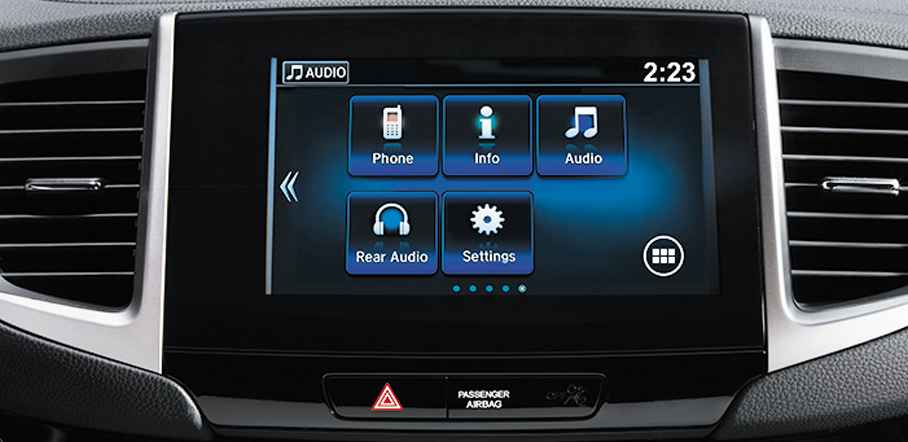 AUDIO
2:23
Phone
Info
Audio
Rear Audio
Settings
PASSENGER
AIRBAG